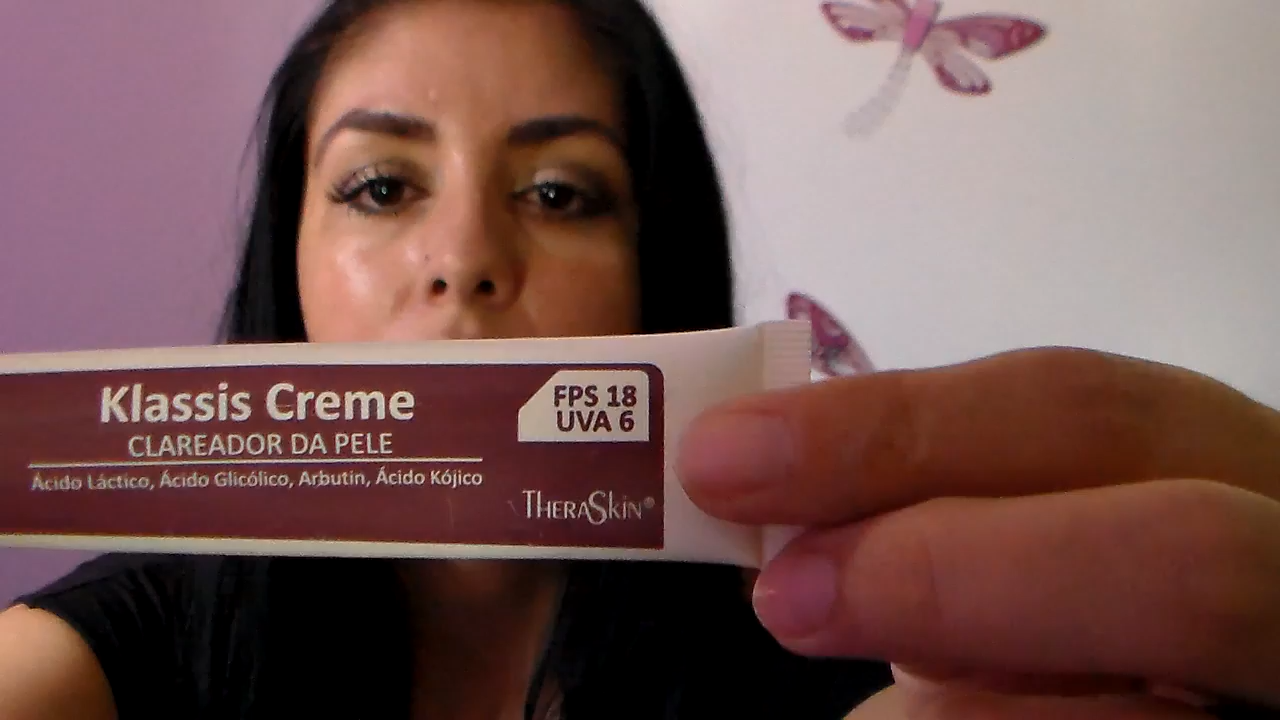 Klassis Creme
FPS 18
UVA 6
CLAREADOR DA PELE
Ácido Láctico, Ácido Glicólico, Arbutin, Ácido Kójico
THERASKIN®